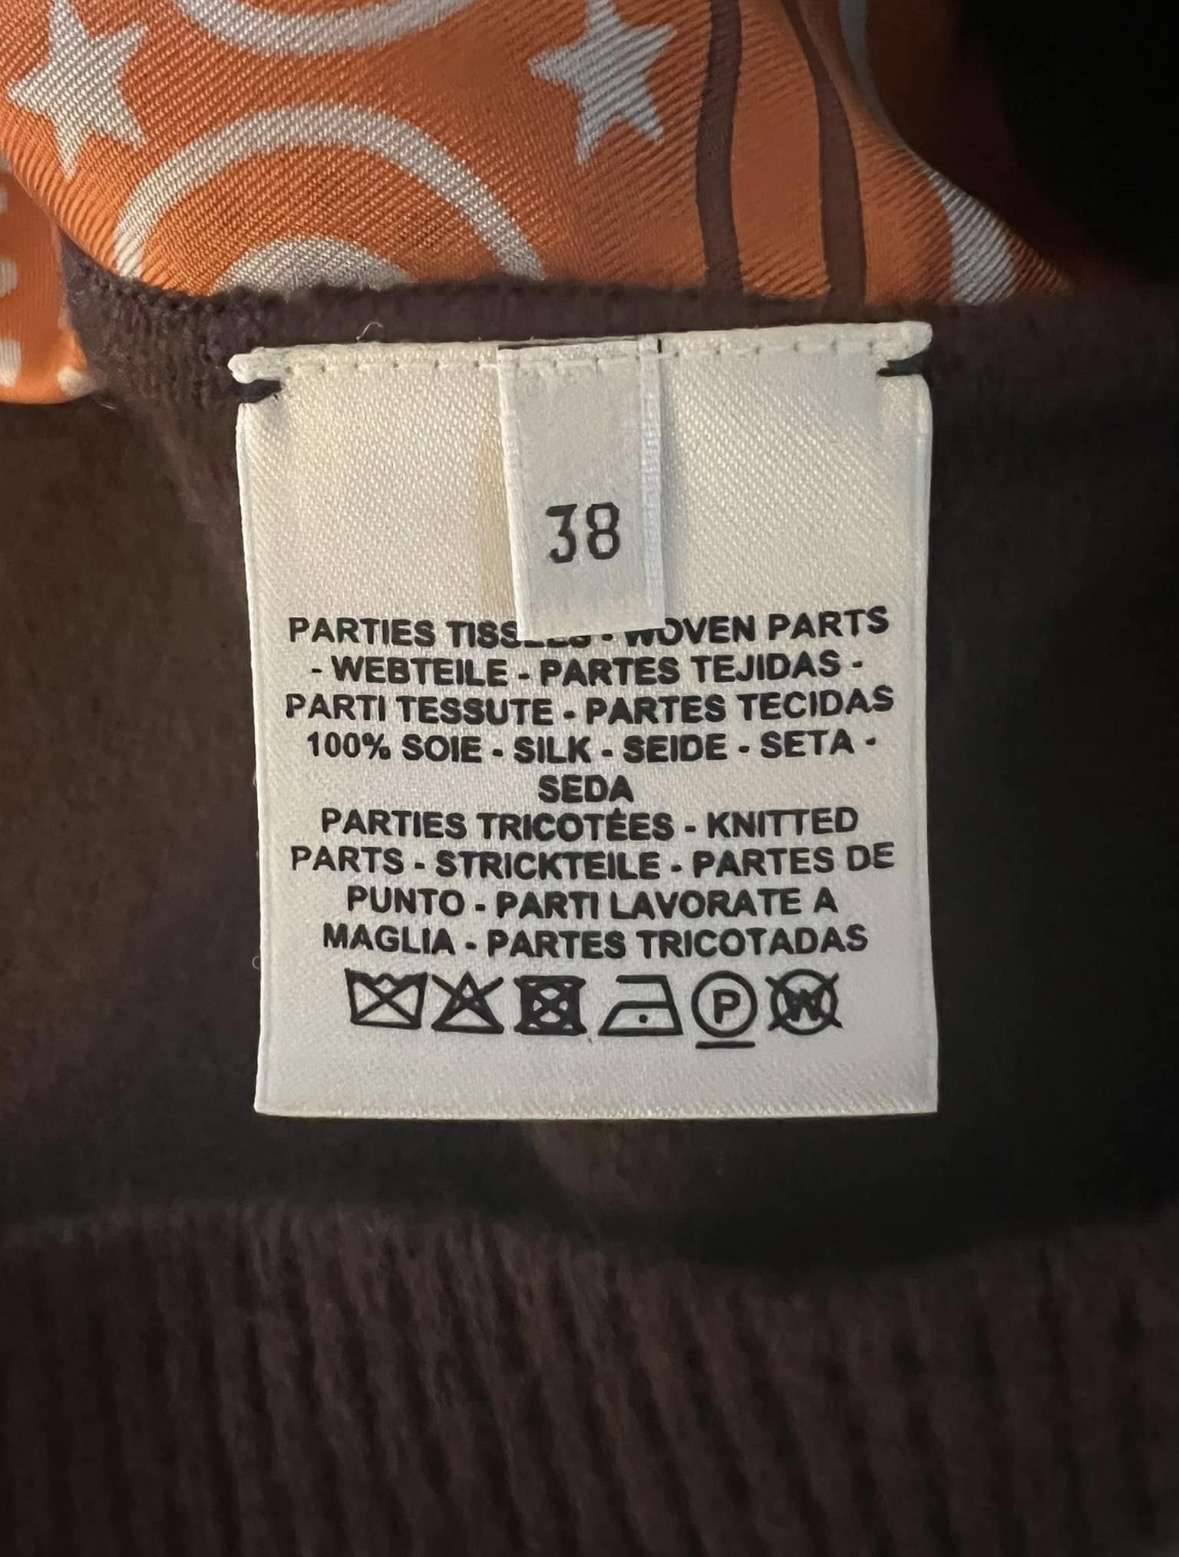 38
PARTIES - WOVEN PARTS
- WEBTEILE - PARTES TEJIDAS -
PARTI TESSUTE - PARTES TECIDAS
100% SOIE - SILK - SEIDE - SETA -
SEDA
PARTIES TRICOTÉES - KNITTED
PARTS - STRICKTEILE - PARTES DE
PUNTO - PARTI LAVORATE A
MAGLIA - PARTES TRICOTADAS
P W